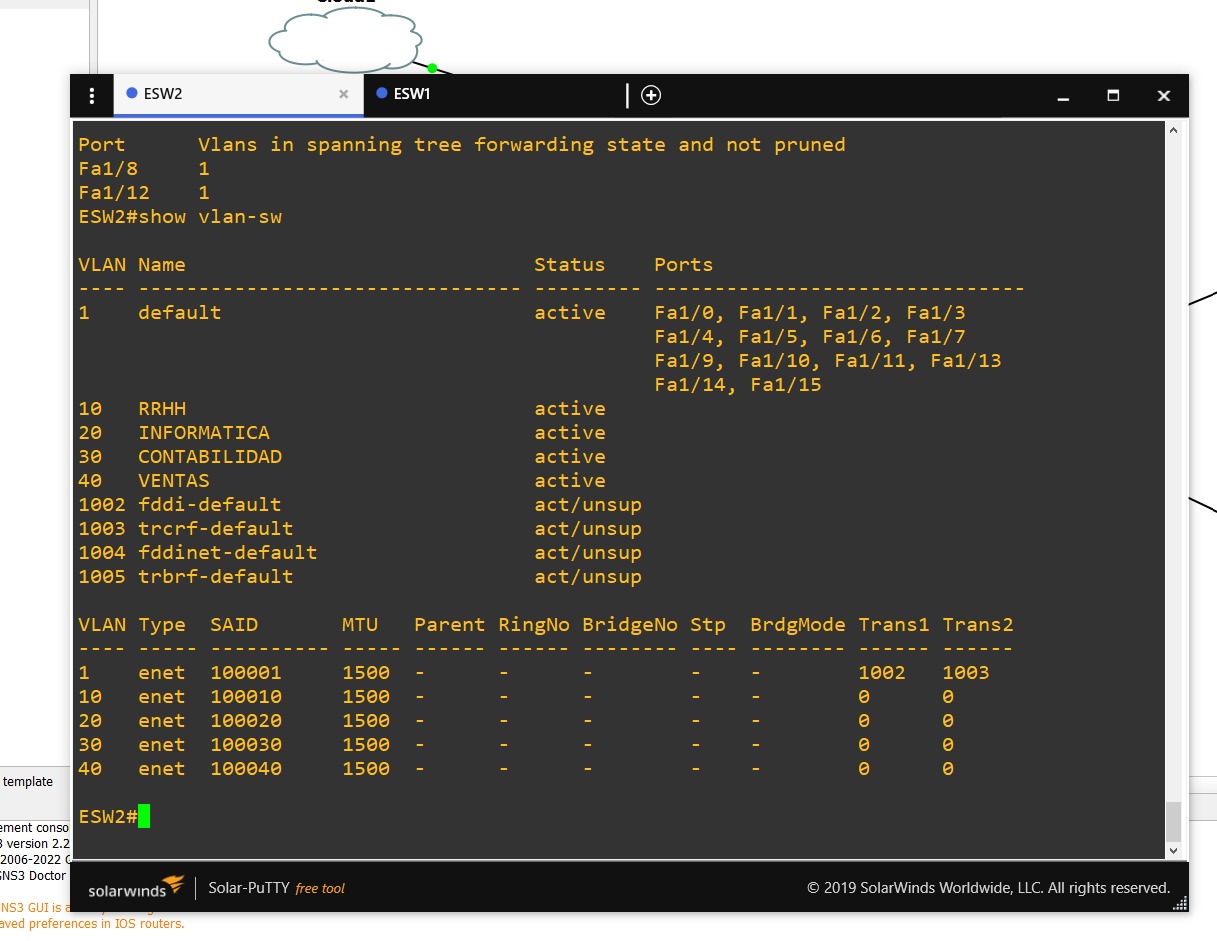 ESW2 ESW1
Port      Vlans in spanning tree forwarding state and not pruned
Fa1/8     1
Fa1/12    1
ESW2#show vlan-sw
VLAN Name                             Status    Ports
---- -------------------------------- --------- -------------------------------
1    default                          active    Fa1/0, Fa1/1, Fa1/2, Fa1/3
                                                Fa1/4, Fa1/5, Fa1/6, Fa1/7
                                                Fa1/9, Fa1/10, Fa1/11, Fa1/13
                                                Fa1/14, Fa1/15
10   RRHH                             active
20   INFORMATICA                      active
30   CONTABILIDAD                     active
40   VENTAS                           active
1002 fddi-default                     act/unsup
1003 trcrf-default                    act/unsup
1004 fddinet-default                  act/unsup
1005 trbrf-default                    act/unsup
VLAN Type  SAID       MTU   Parent RingNo BridgeNo Stp  BrdgMode Trans1 Trans2
---- ----- ---------- ----- ------ ------ -------- ---- -------- ------ ------
1    enet  100001     1500  -      -      -        -    -        1002   1003
10   enet  100010     1500  -      -      -        -    -        0      0
20   enet  100020     1500  -      -      -        -    -        0      0
30   enet  100030     1500  -      -      -        -    -        0      0
40   enet  100040     1500  -      -      -        -    -        0      0
ESW2#
template
ement conso
3 version 2.2
2006-2022 G
NS3 Doctor
NS3 GUI is a
aved preferences in IOS routers.
solarwinds Solar-PuTTY free tool © 2019 SolarWinds Worldwide, LLC. All rights reserved.